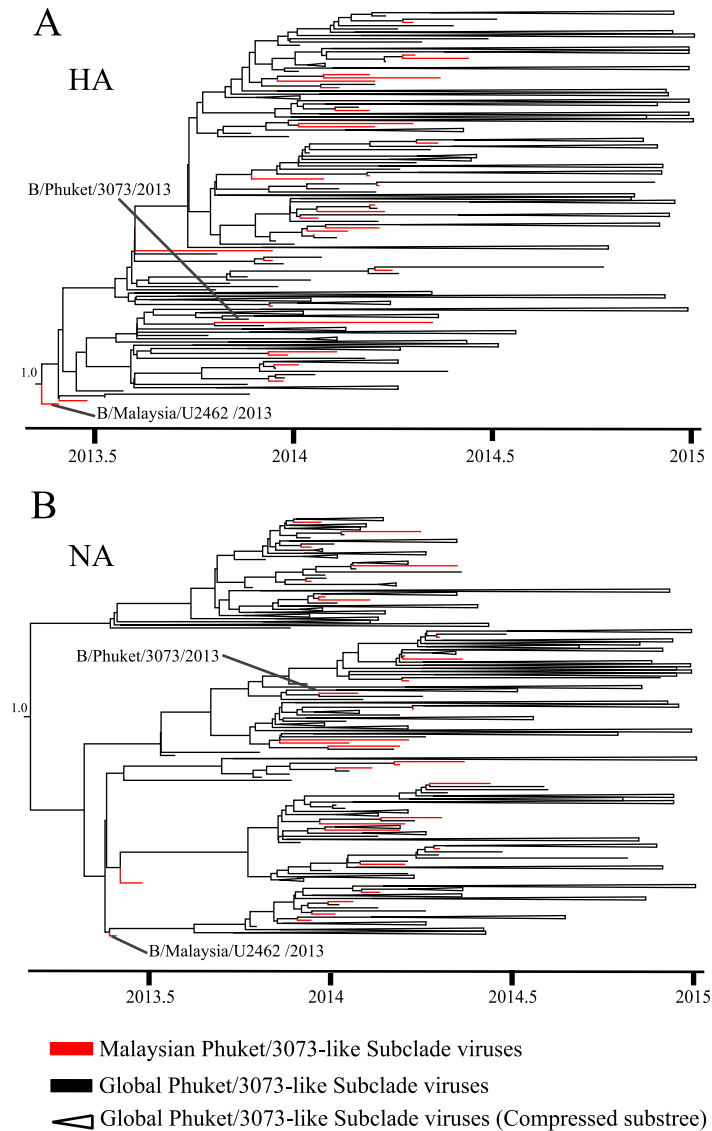 A
HA
B/Phuket/3073/2013
1.0
B/Malaysia/U2462 /2013
2013.5 2014 2014.5 2015
B
NA
B/Phuket/3073/2013
1.0
B/Malaysia/U2462 /2013
2013.5 2014 2014.5 2015
Malaysian Phuket/3073-like Subclade viruses
Global Phuket/3073-like Subclade viruses
Global Phuket/3073-like Subclade viruses (Compressed substree)